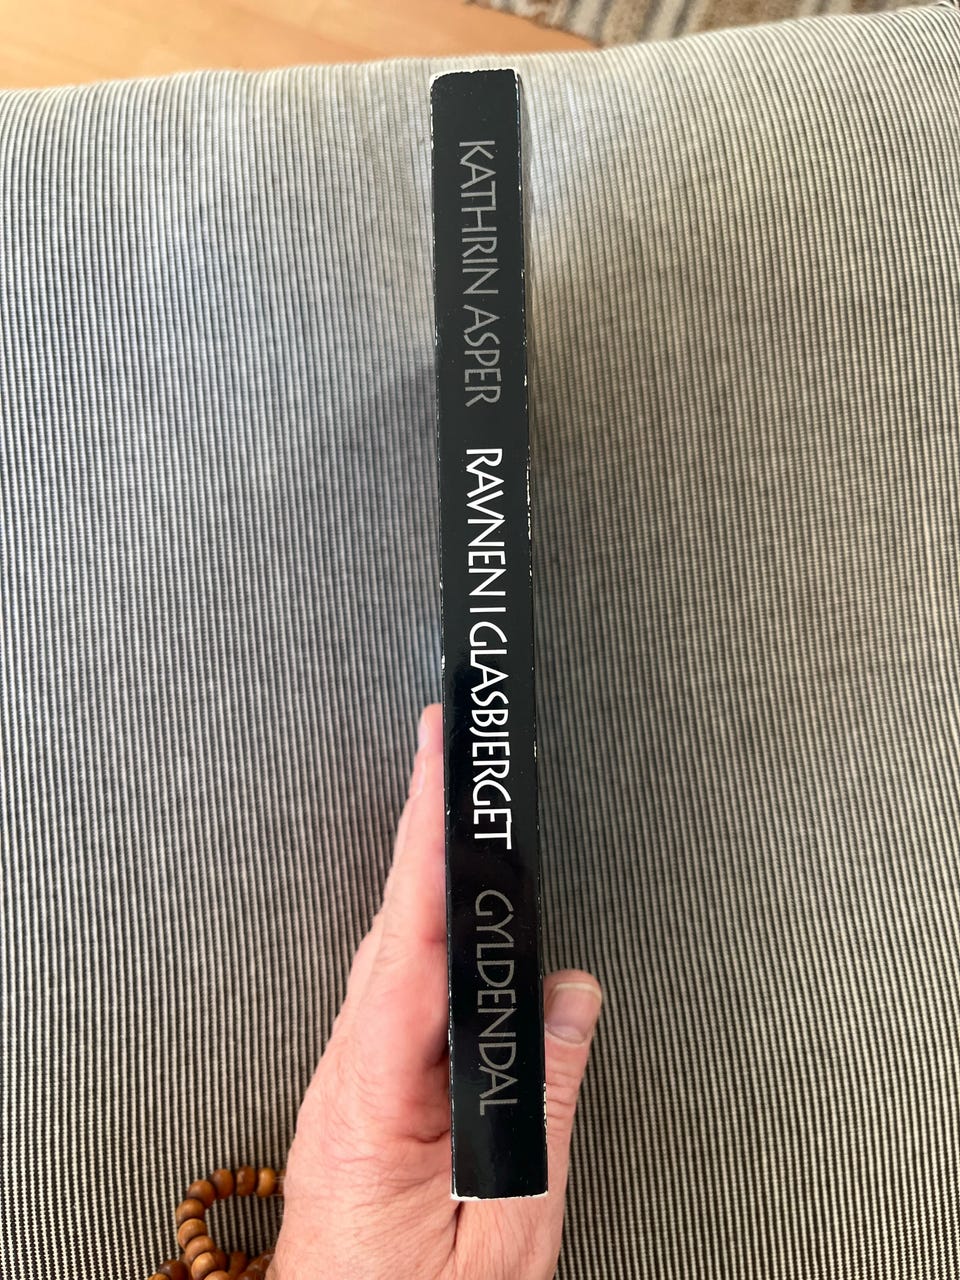 KATHRIN ASPER RAVNEN I GLASBJERGET GYLDENDAL